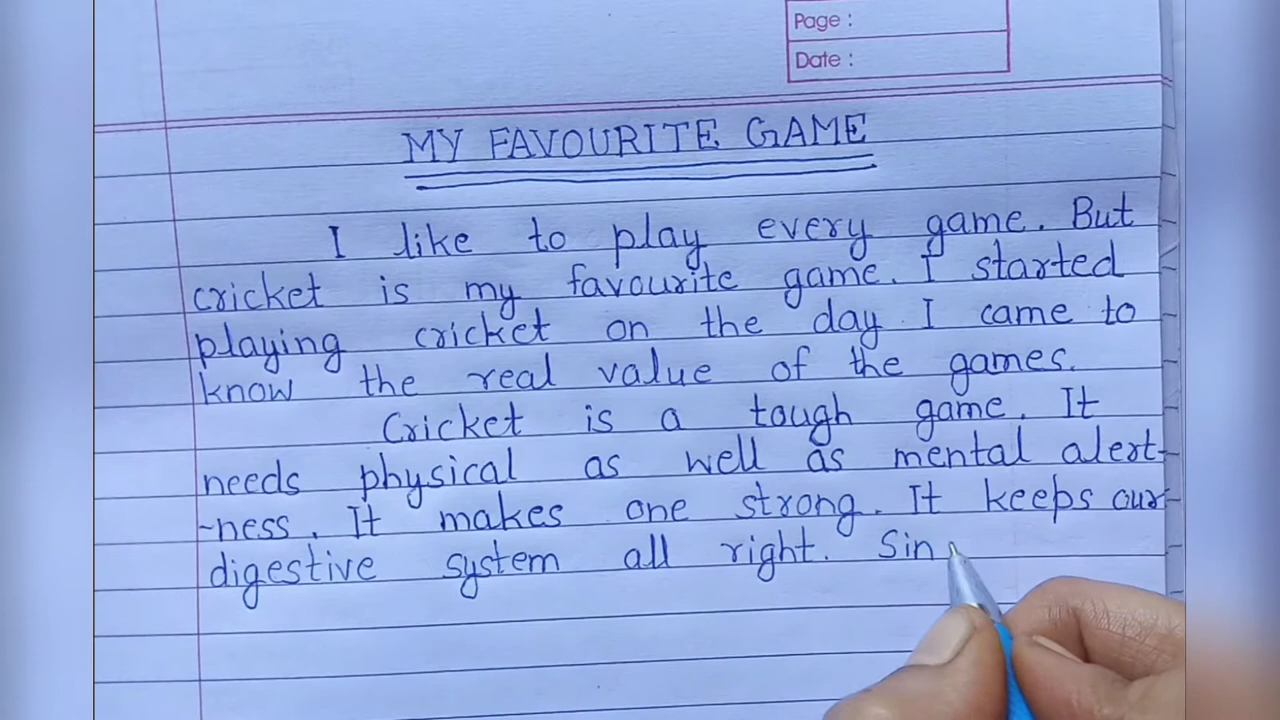 Page :
Date :
MY FAVOURITE GAME
I like to play every game. But
cricket is my favourite game. I started
playing cricket on the day I came to
know the real value of the games.
Cricket is a tough game. It
needs physical as well as mental alert-
-ness. It makes one strong. It keeps our
digestive system all right. Sin